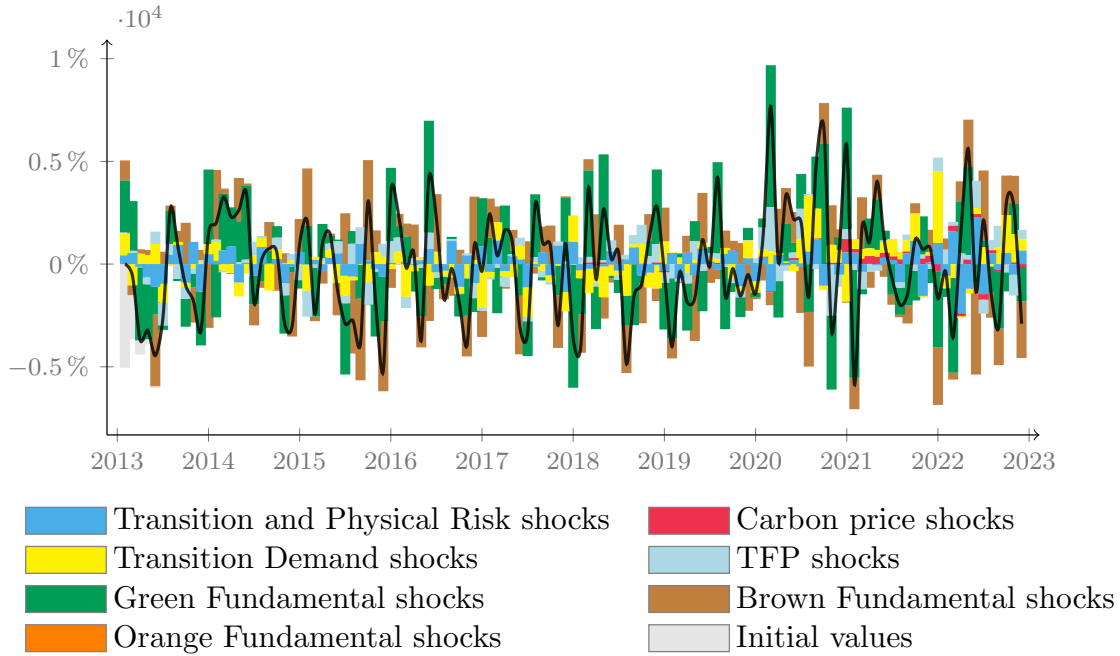 ·10⁴
1 %
0.5 %
0 %
−0.5 %
2013 2014 2015 2016 2017 2018 2019 2020 2021 2022 2023
Transition and Physical Risk shocks Carbon price shocks
Transition Demand shocks TFP shocks
Green Fundamental shocks Brown Fundamental shocks
Orange Fundamental shocks Initial values